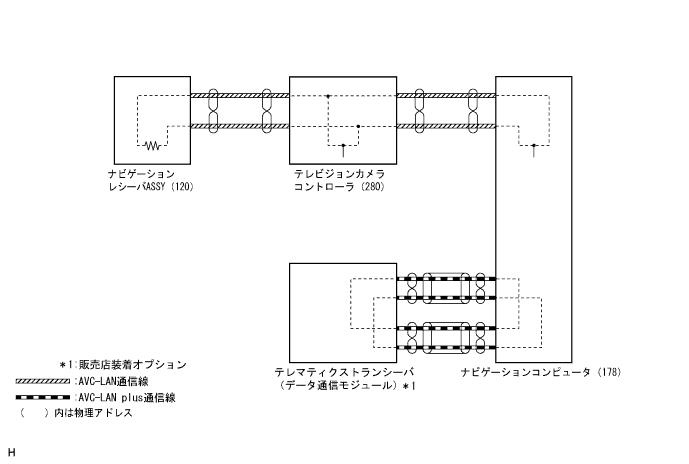 ナビゲーション
レシーバASSY（120）
テレビジョンカメラ
コントローラ（280）
テレマティクストランシーバ
（データ通信モジュール）＊1
ナビゲーションコンピュータ（178）
＊1：販売店装着オプション
：AVC-LAN通信線
：AVC-LAN plus通信線
（　　）内は物理アドレス
H